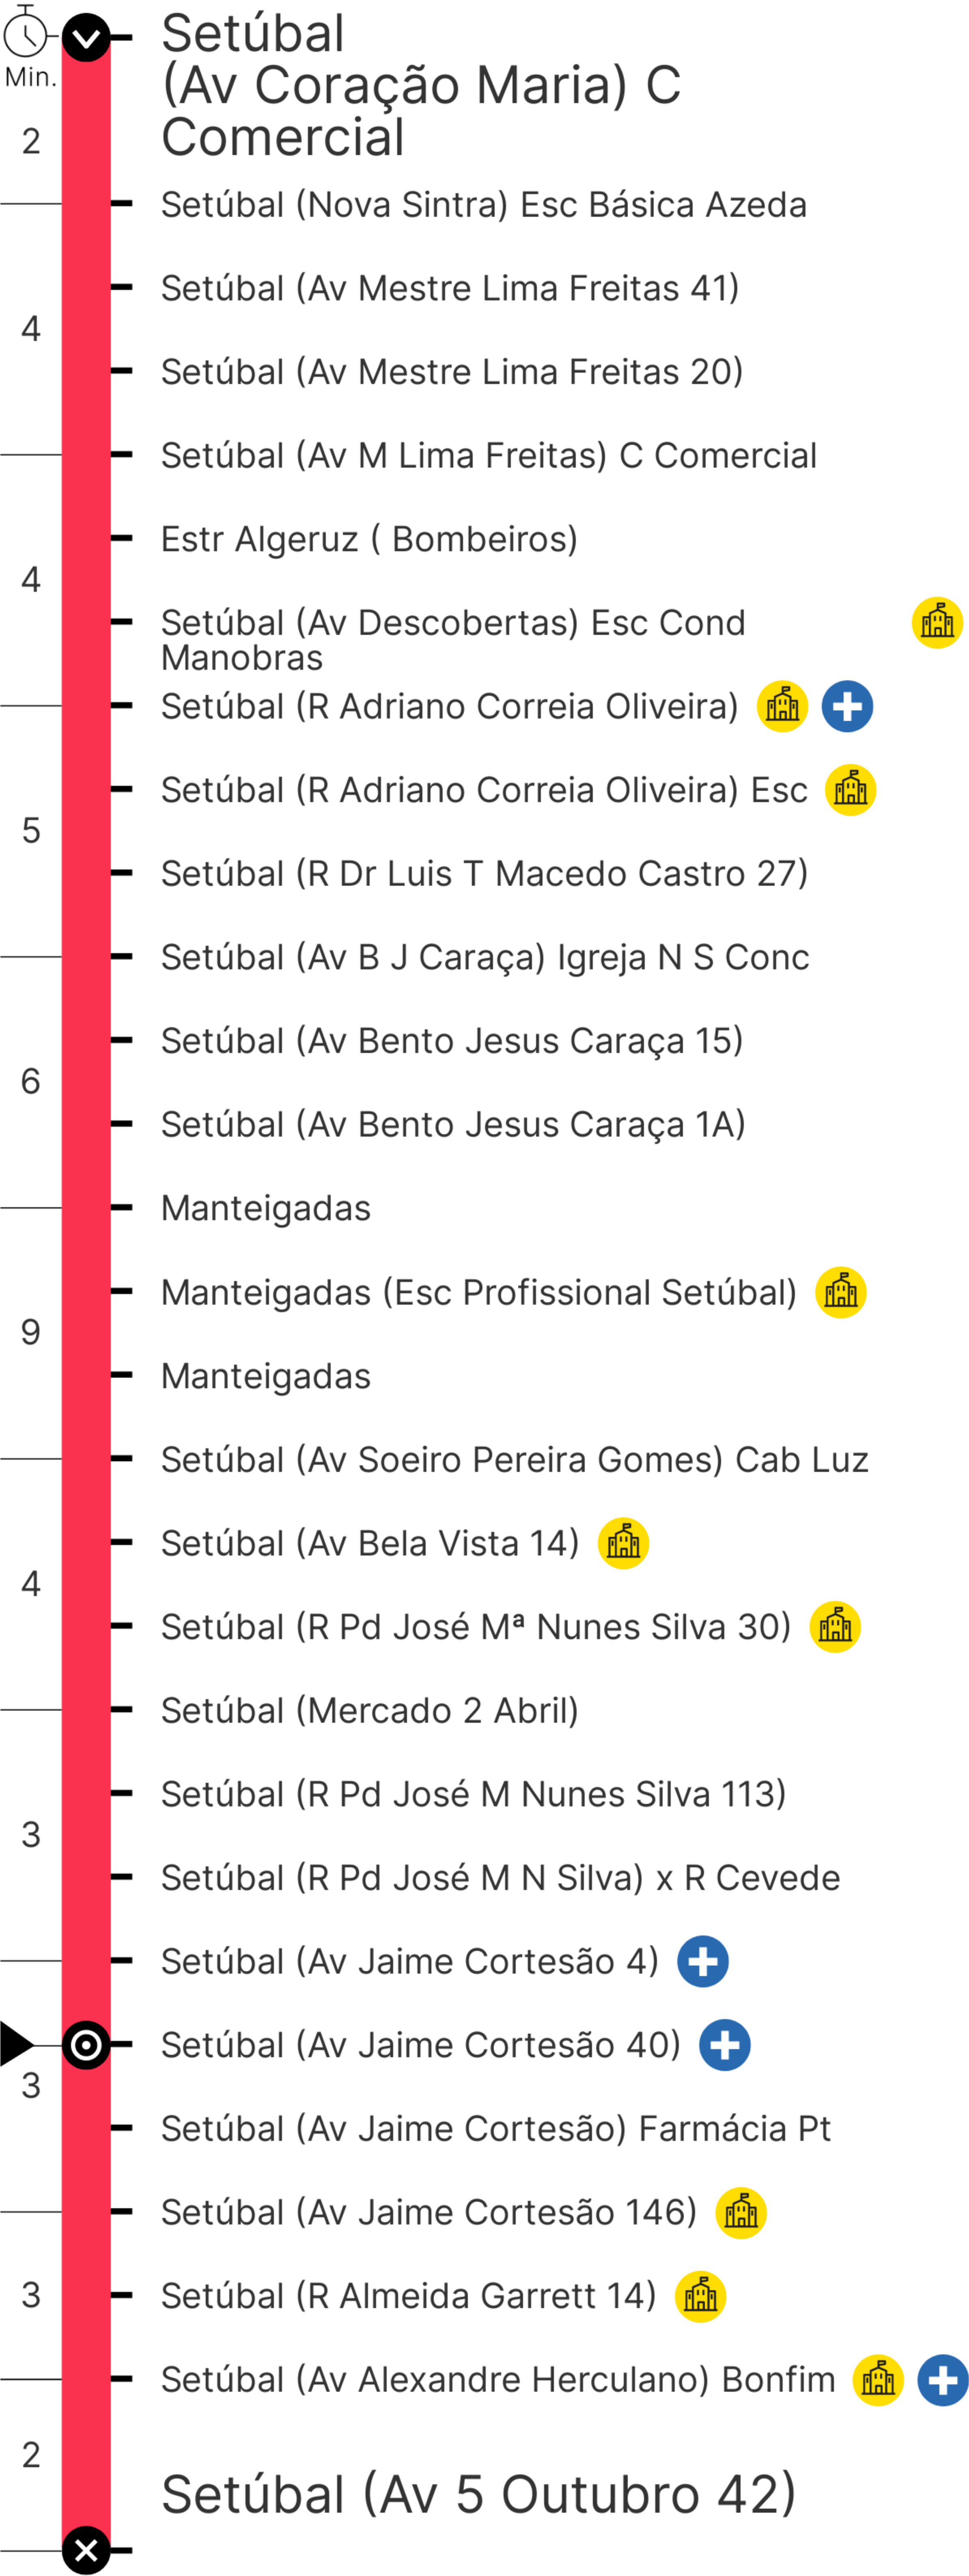 Min.
Setúbal
(Av Coração Maria) C
Comercial
2
Setúbal (Nova Sintra) Esc Básica Azeda
Setúbal (Av Mestre Lima Freitas 41)
4
Setúbal (Av Mestre Lima Freitas 20)
Setúbal (Av M Lima Freitas) C Comercial
Estr Algeruz ( Bombeiros)
4
Setúbal (Av Descobertas) Esc Cond
Manobras
Setúbal (R Adriano Correia Oliveira)
Setúbal (R Adriano Correia Oliveira) Esc
5
Setúbal (R Dr Luis T Macedo Castro 27)
Setúbal (Av B J Caraça) Igreja N S Conc
Setúbal (Av Bento Jesus Caraça 15)
6
Setúbal (Av Bento Jesus Caraça 1A)
Manteigadas
Manteigadas (Esc Profissional Setúbal)
9
Manteigadas
Setúbal (Av Soeiro Pereira Gomes) Cab Luz
Setúbal (Av Bela Vista 14)
4
Setúbal (R Pd José Mª Nunes Silva 30)
Setúbal (Mercado 2 Abril)
Setúbal (R Pd José M Nunes Silva 113)
3
Setúbal (R Pd José M N Silva) x R Cevede
Setúbal (Av Jaime Cortesão 4)
Setúbal (Av Jaime Cortesão 40)
3
Setúbal (Av Jaime Cortesão) Farmácia Pt
Setúbal (Av Jaime Cortesão 146)
3
Setúbal (R Almeida Garrett 14)
Setúbal (Av Alexandre Herculano) Bonfim
2
Setúbal (Av 5 Outubro 42)